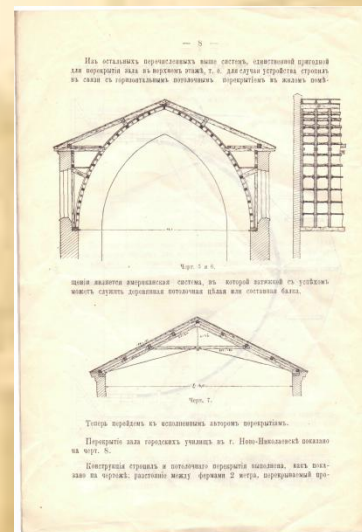 — 8 —
Изъ остальныхъ перечисленныхъ выше системъ, единственной пригодной
для перекрытія зала въ верхнемъ этажѣ, т. е. для случая устройства стропилъ
въ связи съ горизонтальнымъ потолочнымъ перекрытіемъ въ жиломъ помѣ-
Черт. 5 и 6.
щеніи является американская система, въ которой затяжкой съ успѣхомъ
можетъ служить деревянная потолочная цѣлая или составная балка.
Черт. 7.
Теперь перейдемъ къ исполненнымъ авторомъ перекрытіямъ.
Перекрытіе зала городскихъ училищъ въ г. Ново-Николаевскѣ показано
на черт. 8.
Конструкція стропилъ и потолочнаго перекрытія выполнена, какъ пока-
зано на чертежѣ; разстояніе между фермами 2 метра, перекрываемый про-